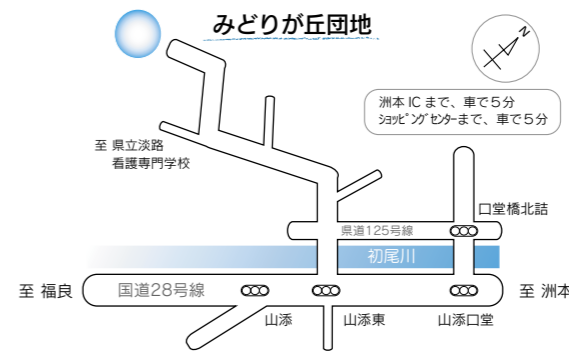 みどりが丘団地
N
洲本ICまで、車で5分
ｼｮｯﾋﾟﾝｸﾞｾﾝﾀｰまで、車で5分
至 県立淡路
看護専門学校
口堂橋北詰
県道125号線
初尾川
至 福良
国道28号線
至 洲本
山添
山添東
山添口堂